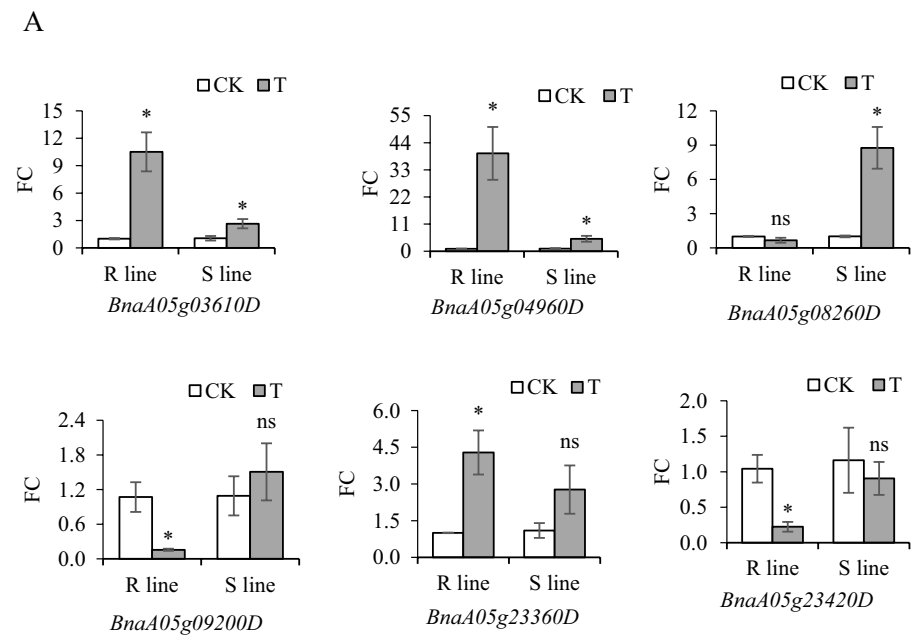 A
CK T
15
12
9
6
3
0
FC
*
*
R line S line
BnaA05g03610D
CK T
55
44
33
22
11
0
FC
*
*
R line S line
BnaA05g04960D
CK T
12
9
6
3
0
FC
ns
*
R line S line
BnaA05g08260D
CK T
2.4
1.8
1.2
0.6
0.0
FC
*
ns
R line S line
BnaA05g09200D
CK T
6.0
4.5
3.0
1.5
0.0
FC
*
ns
R line S line
BnaA05g23360D
CK T
2.0
1.5
1.0
0.5
0.0
FC
*
ns
R line S line
BnaA05g23420D